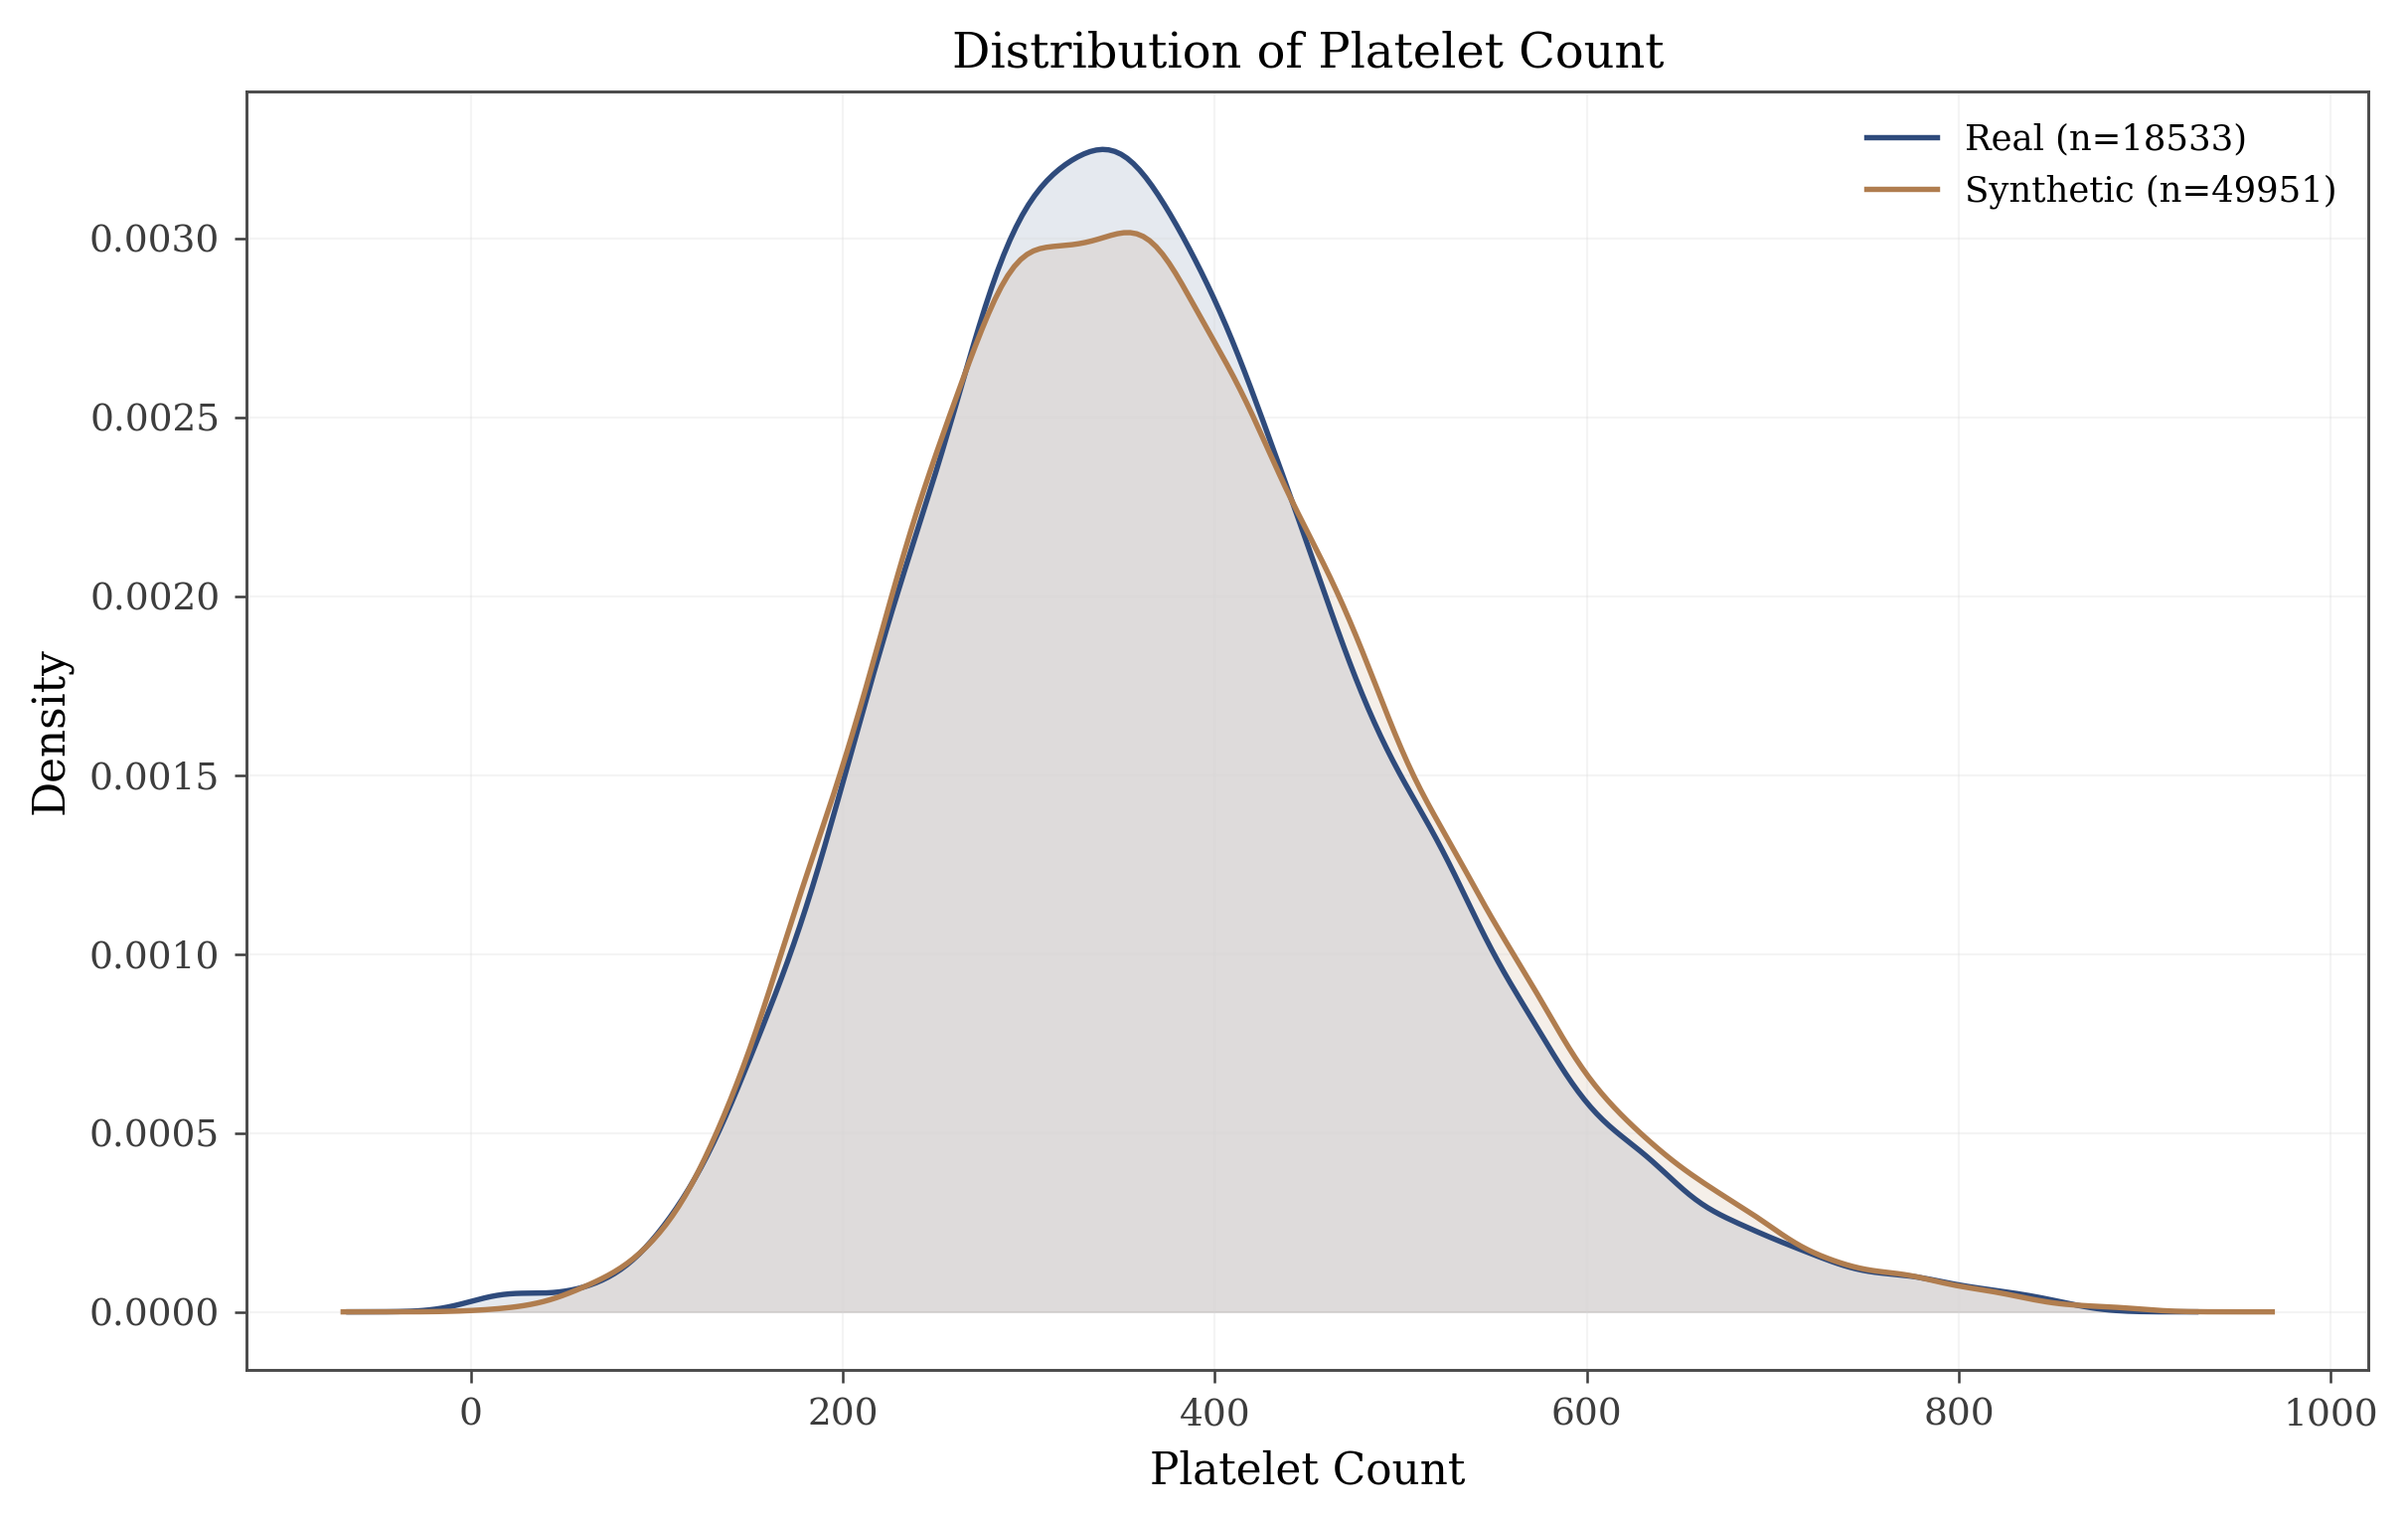 Distribution of Platelet Count
Real (n=18533)
Synthetic (n=49951)
Density
0.0030
0.0025
0.0020
0.0015
0.0010
0.0005
0.0000
0 200 400 600 800 1000
Platelet Count